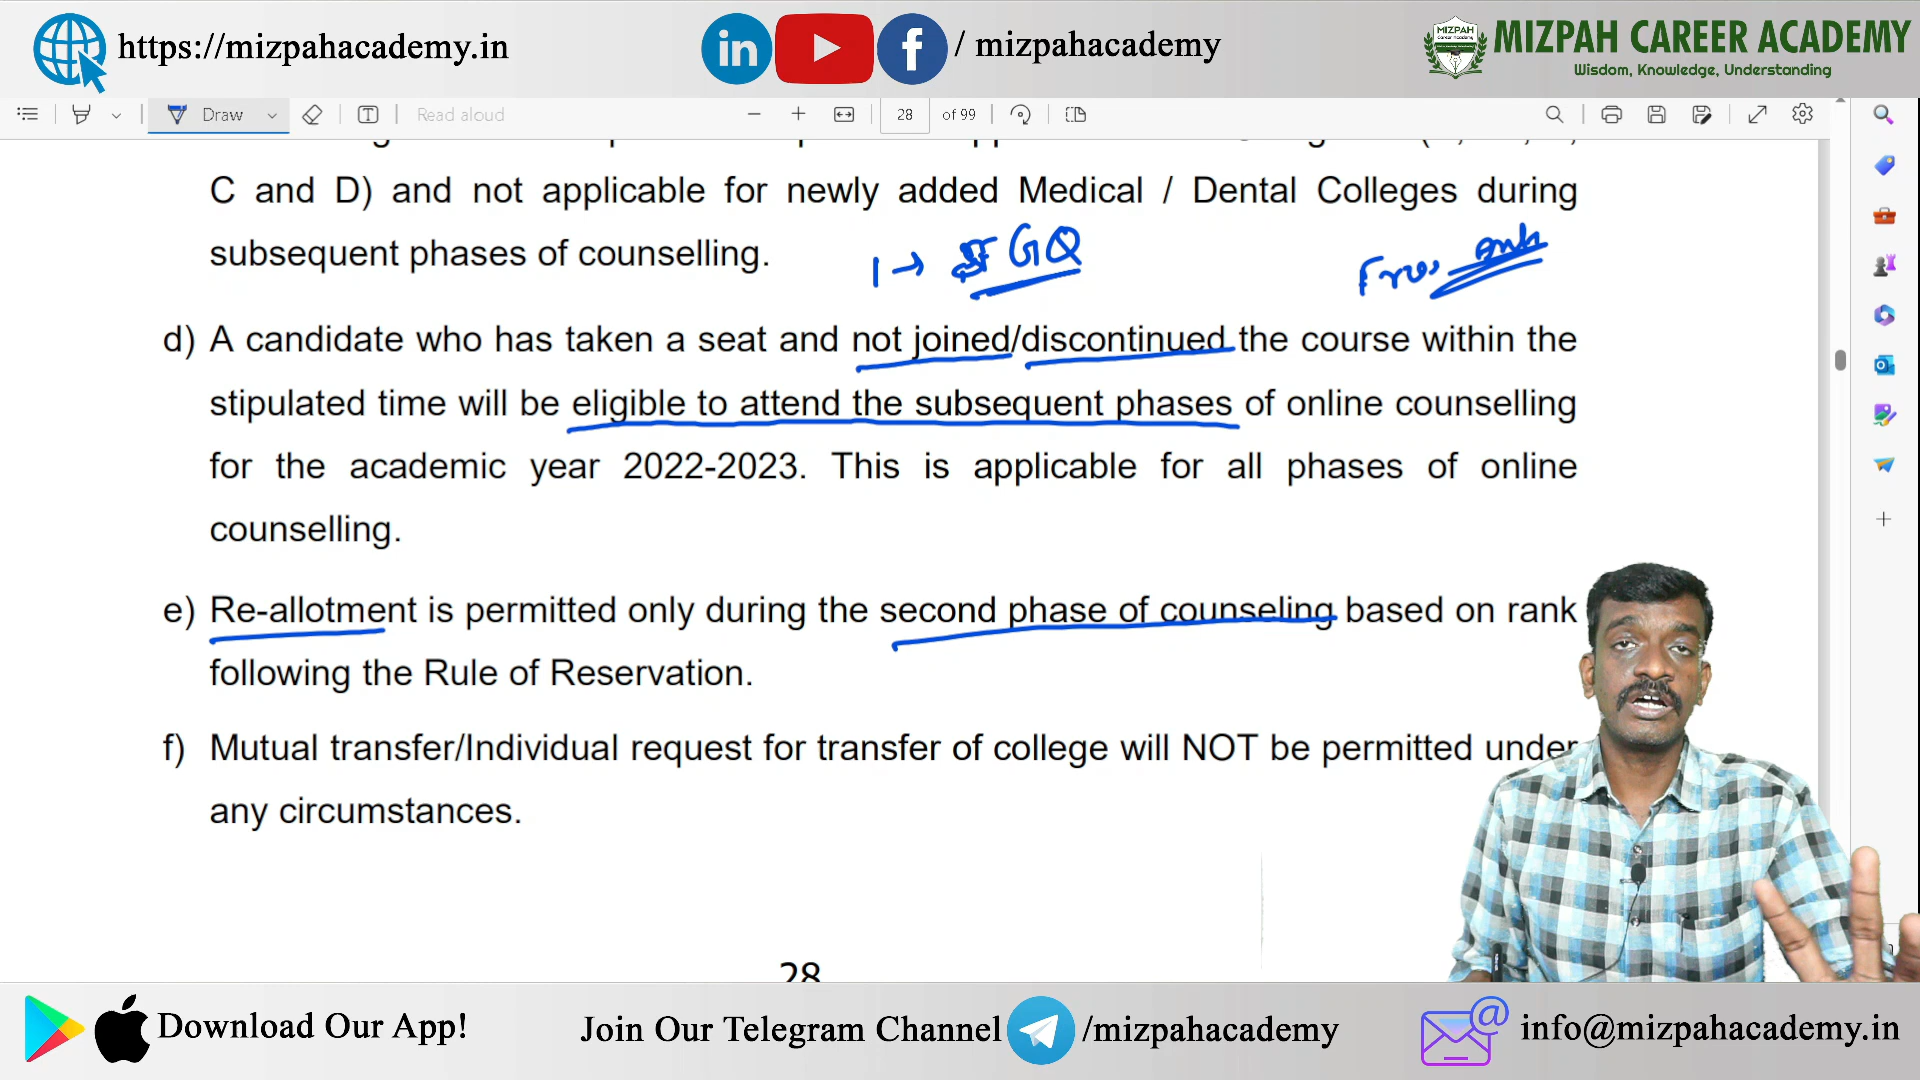 https://mizpahacademy.in
in
f
/ mizpahacademy
MIZPAH
MIZPAH CAREER ACADEMY
Wisdom, Knowledge, Understanding
Draw
Read aloud
28
of 99
C and D) and not applicable for newly added Medical / Dental Colleges during
subsequent phases of counselling.
1 → GQ
d) A candidate who has taken a seat and not joined/discontinued the course within the
stipulated time will be eligible to attend the subsequent phases of online counselling
for the academic year 2022-2023. This is applicable for all phases of online
counselling.
e) Re-allotment is permitted only during the second phase of counseling based on rank
following the Rule of Reservation.
f) Mutual transfer/Individual request for transfer of college will NOT be permitted under
any circumstances.
28
Download Our App!
Join Our Telegram Channel
/mizpahacademy
@
info@mizpahacademy.in